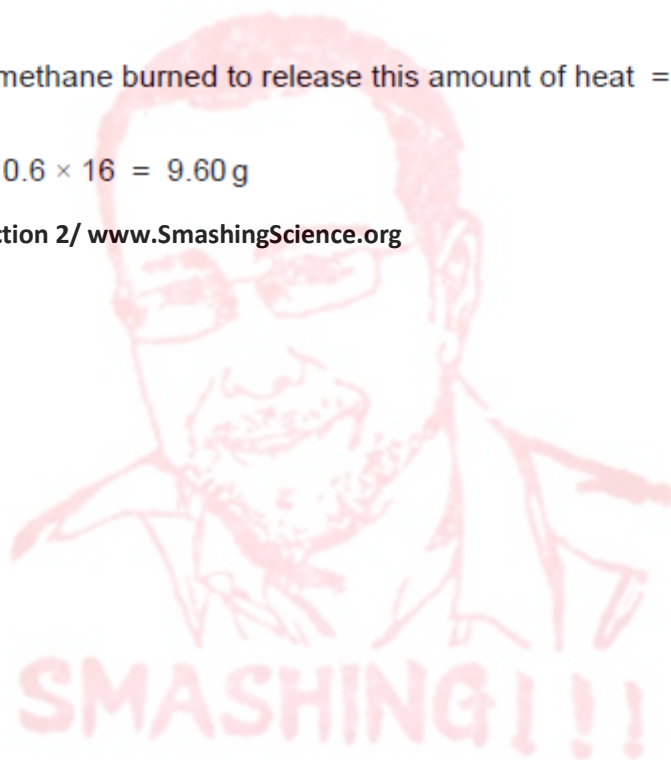 methane burned to release this amount of heat =
0.6 × 16 = 9.60 g
ction 2/ www.SmashingScience.org
SMASHING!!!